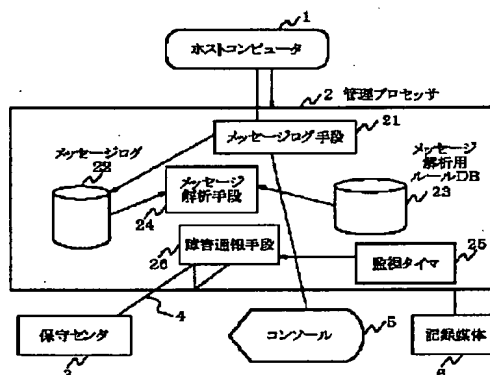 1
ホストコンピュータ
2 管理プロセッサ
21
メッセージログ手段
メッセージログ
22
メッセージ
解析手段
24
メッセージ
解析用
ルールDB
23
障害通報手段
26
25
監視タイマ
4
保守センタ
3
コンソール
5
記録媒体
6